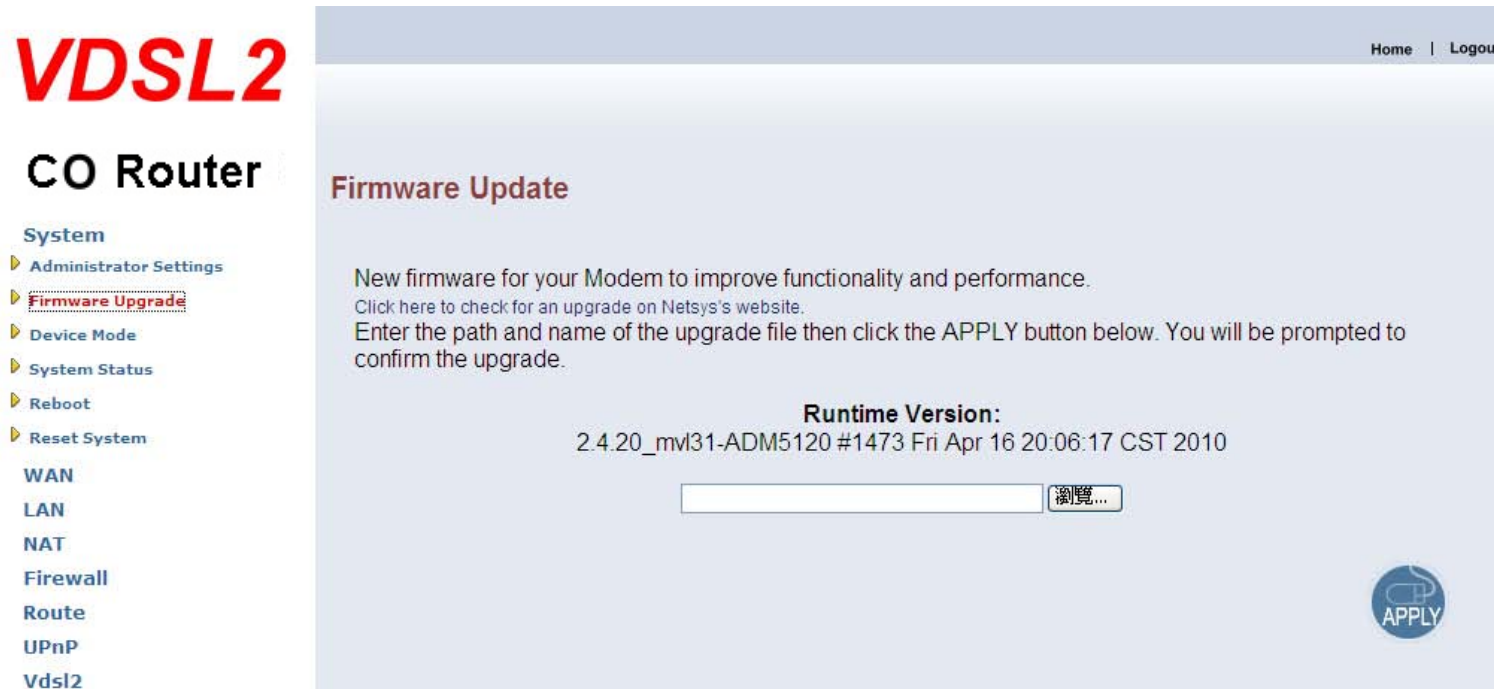 VDSL2
CO Router
Home | Logou
System
Administrator Settings
Firmware Upgrade
Device Mode
System Status
Reboot
Reset System
WAN
LAN
NAT
Firewall
Route
UPnP
Vdsl2
Firmware Update
New firmware for your Modem to improve functionality and performance.
Click here to check for an upgrade on Netsys's website.
Enter the path and name of the upgrade file then click the APPLY button below. You will be prompted to
confirm the upgrade.
Runtime Version:
2.4.20_mvl31-ADM5120 #1473 Fri Apr 16 20:06:17 CST 2010
瀏覽...
APPLY